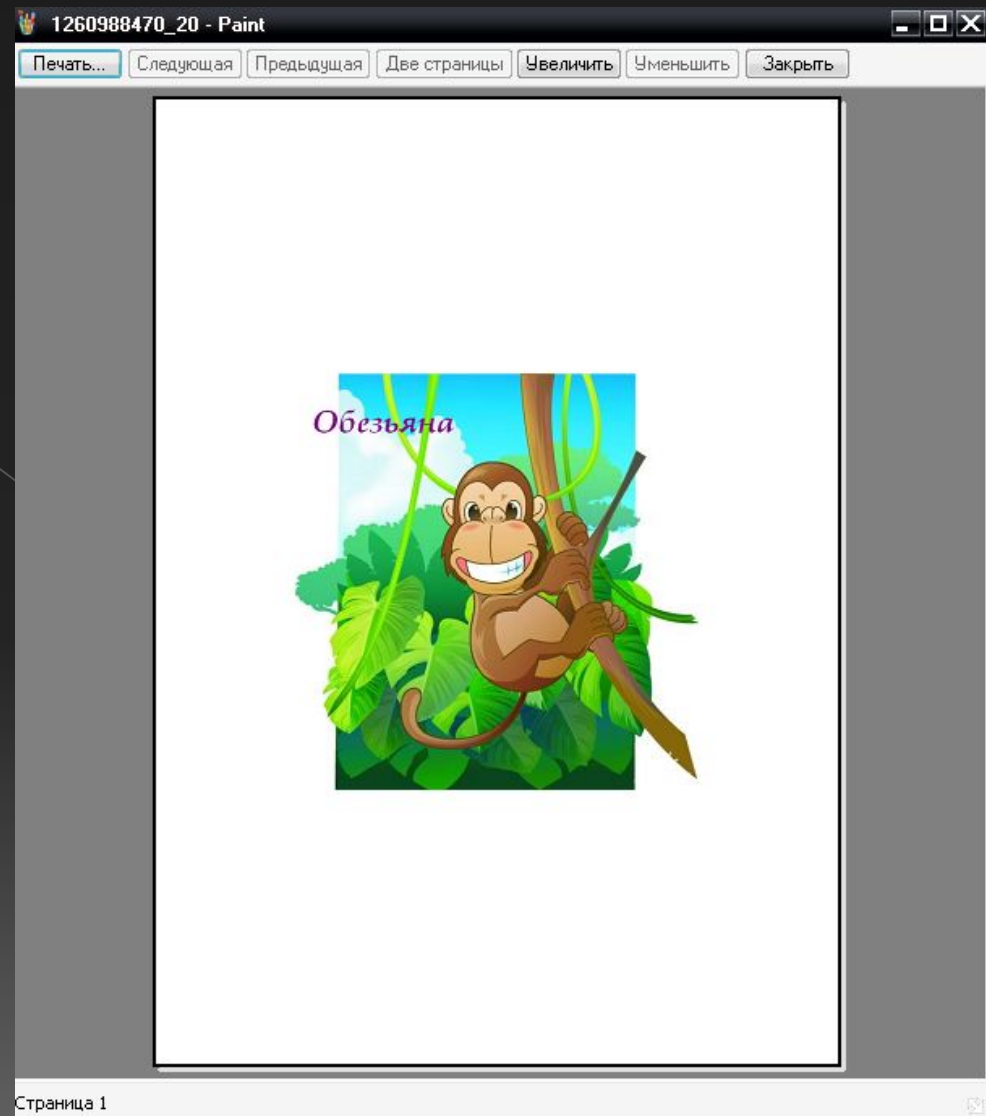 1260988470_20 - Paint
Печать... Следующая Предыдущая Две страницы Увеличить Уменьшить Закрыть
Обезьяна
Страница 1